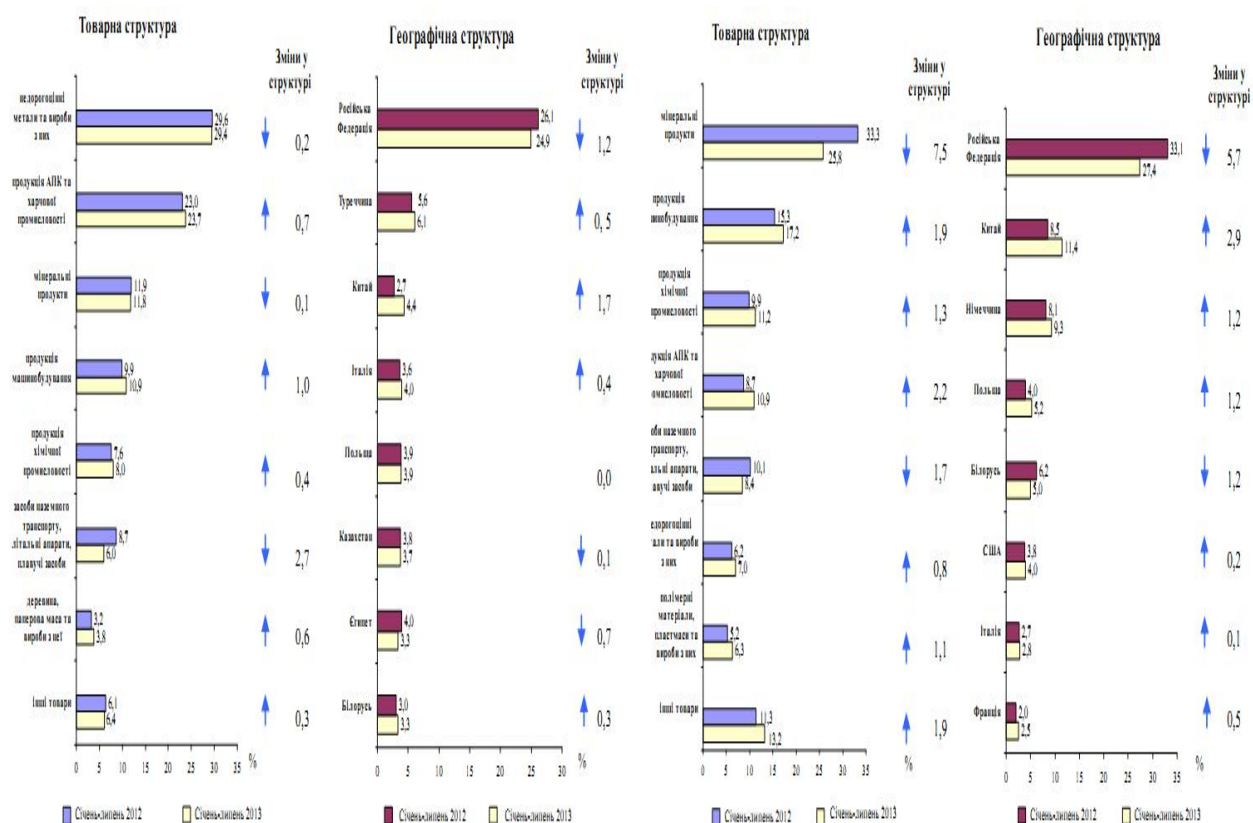 Товарна структура
Зміни у
структурі
недорогоцінні
метали та вироби
з них
29,6
29,4
0,2
продукція АПК та
харчової
промисловості
23,0
23,7
0,7
мінеральні
продукти
11,9
11,8
0,1
продукція
машинобудування
9,9
10,9
1,0
продукція
хімічної
промисловості
7,6
8,0
0,4
засоби наземного
транспорту,
літальні апарати,
плавучі засоби
8,7
6,0
2,7
деревина,
паперова маса та
вироби з неї
3,2
3,8
0,6
інші товари
6,1
6,4
0,3
0 5 10 15 20 25 30 35
%
Січень-липень 2012 Січень-липень 2013
Географічна структура
Зміни у
структурі
Російська
Федерація
26,1
24,9
1,2
Туреччина
5,6
6,1
0,5
Китай
2,7
4,4
1,7
Італія
3,6
4,0
0,4
Польща
3,9
3,9
0,0
Казахстан
3,8
3,7
0,1
Єгипет
4,0
3,3
0,7
Білорусь
3,0
3,3
0,3
0 5 10 15 20 25 30
%
Січень-липень 2012 Січень-липень 2013
Товарна структура
Зміни у
структурі
мінеральні
продукти
33,3
25,8
7,5
продукція
шинобудування
15,3
17,2
1,9
продукція
хімічної
промисловості
9,9
11,2
1,3
дукція АПК та
харчової
омисловості
8,7
10,9
2,2
оби наземного
транспорту,
альні апарати,
лавучі засоби
10,1
8,4
1,7
едорогоцінні
тали та вироби
з них
6,2
7,0
0,8
полімерні
матеріали,
пластмаси та
вироби з них
5,2
6,3
1,1
інші товари
11,3
13,2
1,9
0 5 10 15 20 25 30 35
%
Січень-липень 2012 Січень-липень 2013
Географічна структура
Зміни у
структурі
Російська
Федерація
33,1
27,4
5,7
Китай
8,5
11,4
2,9
Німеччина
8,1
9,3
1,2
Польща
4,0
5,2
1,2
Білорусь
6,2
5,0
1,2
США
3,8
4,0
0,2
Італія
2,7
2,8
0,1
Франція
2,0
2,5
0,5
0 5 10 15 20 25 30 35
%
Січень-липень 2012 Січень-липень 2013